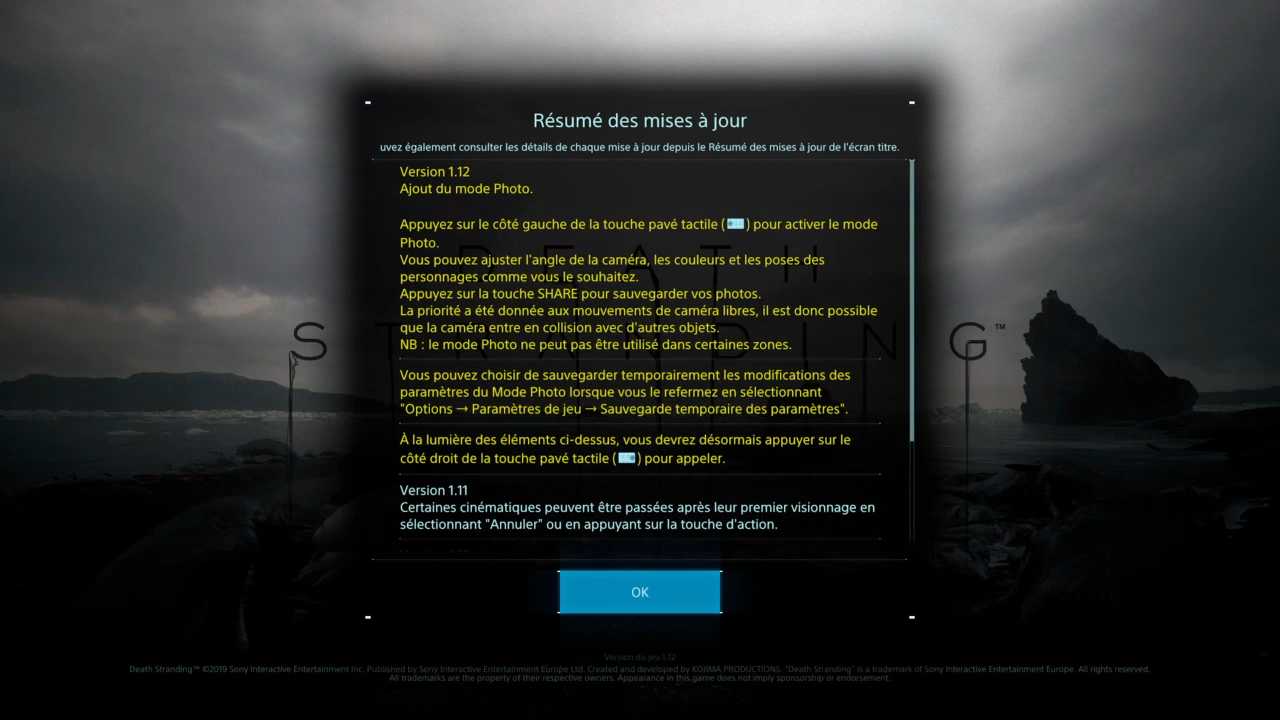 Résumé des mises à jour
uvez également consulter les détails de chaque mise à jour depuis le Résumé des mises à jour de l'écran titre.
Version 1.12
Ajout du mode Photo.
Appuyez sur le côté gauche de la touche pavé tactile ( ) pour activer le mode
Photo.
Vous pouvez ajuster l'angle de la caméra, les couleurs et les poses des
personnages comme vous le souhaitez.
Appuyez sur la touche SHARE pour sauvegarder vos photos.
La priorité a été donnée aux mouvements de caméra libres, il est donc possible
que la caméra entre en collision avec d'autres objets.
NB : le mode Photo ne peut pas être utilisé dans certaines zones.
Vous pouvez choisir de sauvegarder temporairement les modifications des
paramètres du Mode Photo lorsque vous le refermez en sélectionnant
"Options → Paramètres de jeu → Sauvegarde temporaire des paramètres".
À la lumière des éléments ci-dessus, vous devrez désormais appuyer sur le
côté droit de la touche pavé tactile ( ) pour appeler.
Version 1.11
Certaines cinématiques peuvent être passées après leur premier visionnage en
sélectionnant "Annuler" ou en appuyant sur la touche d'action.
OK
DEATH
STRANDING™
Version du jeu 1.12
Death Stranding™ ©2019 Sony Interactive Entertainment Inc. Published by Sony Interactive Entertainment Europe Ltd. Created and developed by KOJIMA PRODUCTIONS. "Death Stranding" is a trademark of Sony Interactive Entertainment Europe. All rights reserved.
All trademarks are the property of their respective owners. Appearance in this game does not imply sponsorship or endorsement.